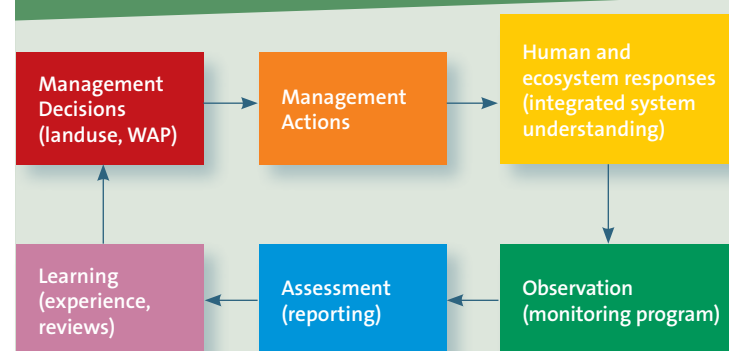 Management
Decisions
(landuse, WAP)
Management
Actions
Human and
ecosystem responses
(integrated system
understanding)
Learning
(experience,
reviews)
Assessment
(reporting)
Observation
(monitoring program)